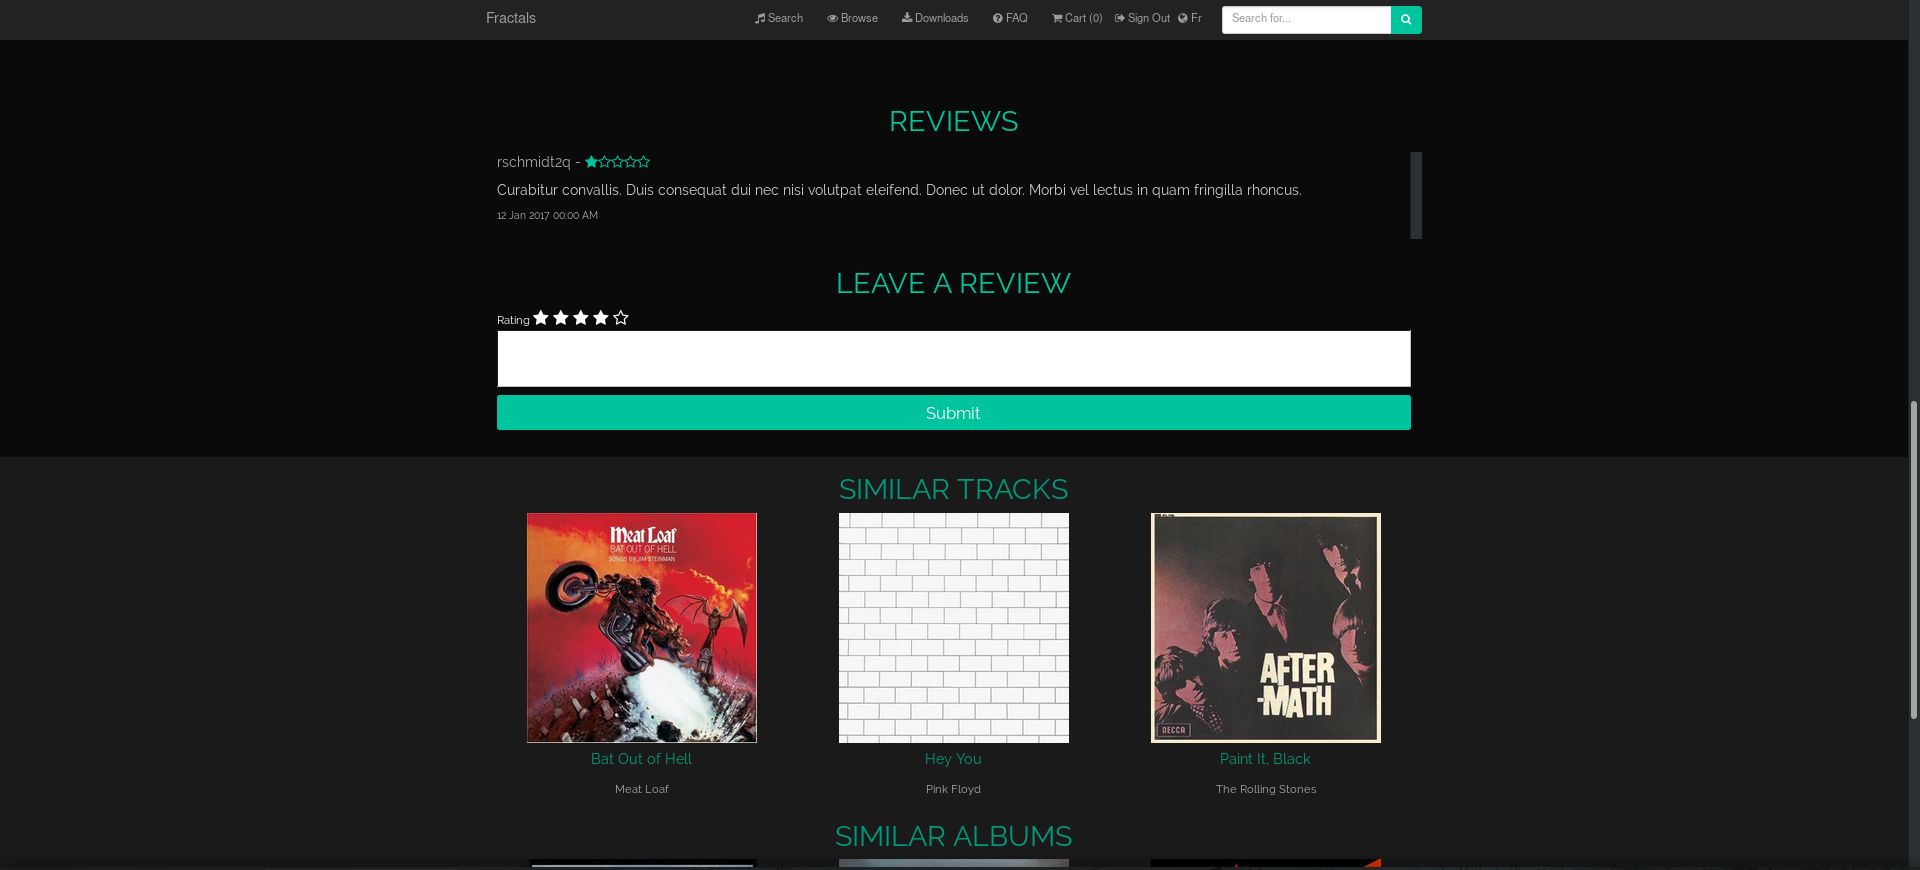 Fractals
Search
Browse
Downloads
FAQ
Cart (0)
Sign Out
Fr
Search for...
REVIEWS
rschmidt2q -
Curabitur convallis. Duis consequat dui nec nisi volutpat eleifend. Donec ut dolor. Morbi vel lectus in quam fringilla rhoncus.
12 Jan 2017 00:00 AM
LEAVE A REVIEW
Rating
Submit
SIMILAR TRACKS
Meat Loaf
BAT OUT OF HELL
SONGS BY JIM STEINMAN
AFTER
-MATH
DECCA
Bat Out of Hell
Hey You
Paint It, Black
Meat Loaf
Pink Floyd
The Rolling Stones
SIMILAR ALBUMS